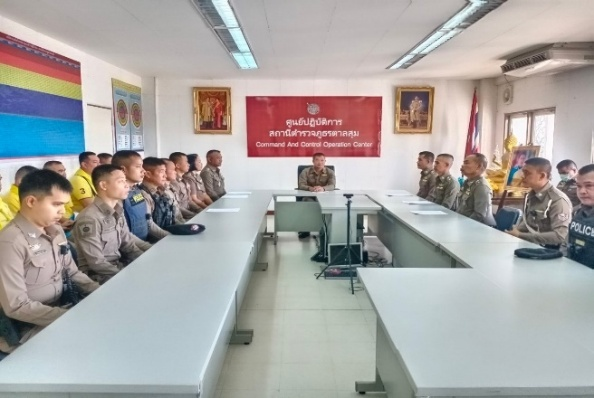 ศูนย์ปฏิบัติการ
สถานีตำรวจภูธรตาลสุม
Command And Control Operation Center
POLICE